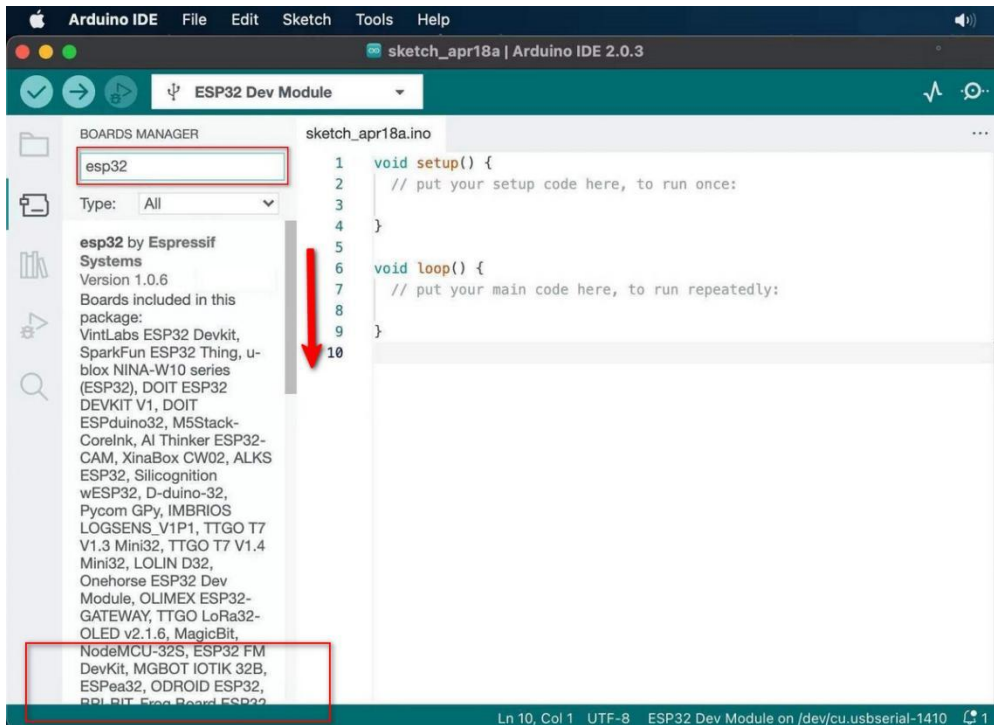 Arduino IDE File Edit Sketch Tools Help
sketch_apr18a | Arduino IDE 2.0.3
ESP32 Dev Module
BOARDS MANAGER
esp32
Type: All
esp32 by Espressif
Systems
Version 1.0.6
Boards included in this
package:
VintLabs ESP32 Devkit,
SparkFun ESP32 Thing, u-
blox NINA-W10 series
(ESP32), DOIT ESP32
DEVKIT V1, DOIT
ESPduino32, M5Stack-
CoreInk, AI Thinker ESP32-
CAM, XinaBox CW02, ALKS
ESP32, Silicognition
wESP32, D-duino-32,
Pycom GPy, IMBRIOS
LOGSENS_V1P1, TTGO T7
V1.3 Mini32, TTGO T7 V1.4
Mini32, LOLIN D32,
Onehorse ESP32 Dev
Module, OLIMEX ESP32-
GATEWAY, TTGO LoRa32-
OLED v2.1.6, MagicBit,
NodeMCU-32S, ESP32 FM
DevKit, MGBOT IOTIK 32B,
ESPea32, ODROID ESP32,
BPI-BIT, Frog Board ESP32
sketch_apr18a.ino
1 void setup() {
2 // put your setup code here, to run once:
3
4 }
5
6 void loop() {
7 // put your main code here, to run repeatedly:
8
9 }
10
Ln 10, Col 1 UTF-8 ESP32 Dev Module on /dev/cu.usbserial-1410 1